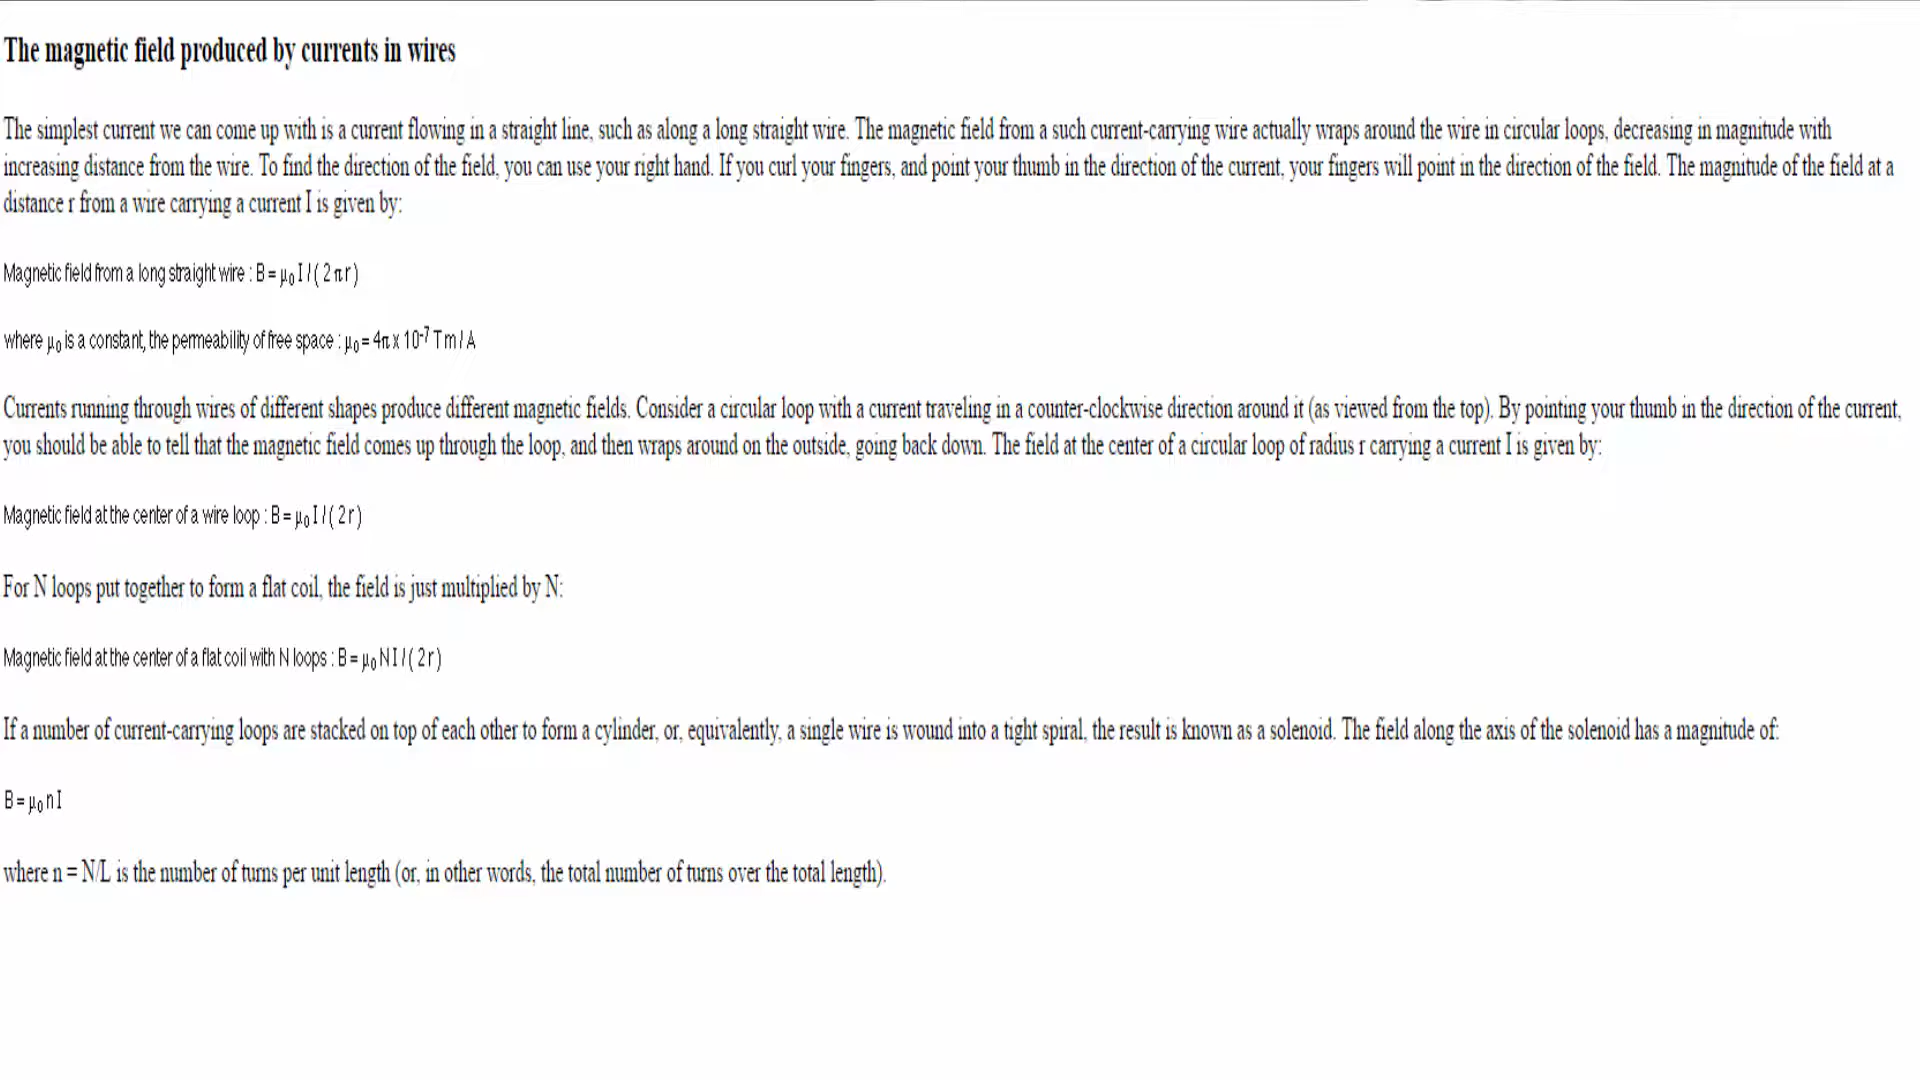 The magnetic field produced by currents in wires
The simplest current we can come up with is a current flowing in a straight line, such as along a long straight wire. The magnetic field from a such current-carrying wire actually wraps around the wire in circular loops, decreasing in magnitude with
increasing distance from the wire. To find the direction of the field, you can use your right hand. If you curl your fingers, and point your thumb in the direction of the current, your fingers will point in the direction of the field. The magnitude of the field at a
distance r from a wire carrying a current I is given by:
Magnetic field from a long straight wire : B = μ₀ I / ( 2 π r )
where μ₀ is a constant, the permeability of free space : μ₀ = 4π x 10⁻⁷ T m / A
Currents running through wires of different shapes produce different magnetic fields. Consider a circular loop with a current traveling in a counter-clockwise direction around it (as viewed from the top). By pointing your thumb in the direction of the current,
you should be able to tell that the magnetic field comes up through the loop, and then wraps around on the outside, going back down. The field at the center of a circular loop of radius r carrying a current I is given by:
Magnetic field at the center of a wire loop : B = μ₀ I / ( 2 r )
For N loops put together to form a flat coil, the field is just multiplied by N:
Magnetic field at the center of a flat coil with N loops : B = μ₀ N I / ( 2 r )
If a number of current-carrying loops are stacked on top of each other to form a cylinder, or, equivalently, a single wire is wound into a tight spiral, the result is known as a solenoid. The field along the axis of the solenoid has a magnitude of:
B = μ₀ n I
where n = N/L is the number of turns per unit length (or, in other words, the total number of turns over the total length).